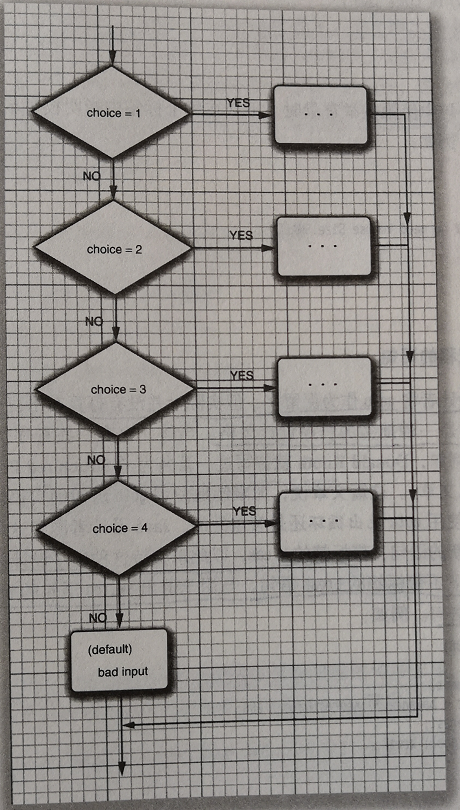 choice = 1
YES
. . .
NO
choice = 2
YES
. . .
NO
choice = 3
YES
. . .
NO
choice = 4
YES
. . .
NO
(default)
bad input